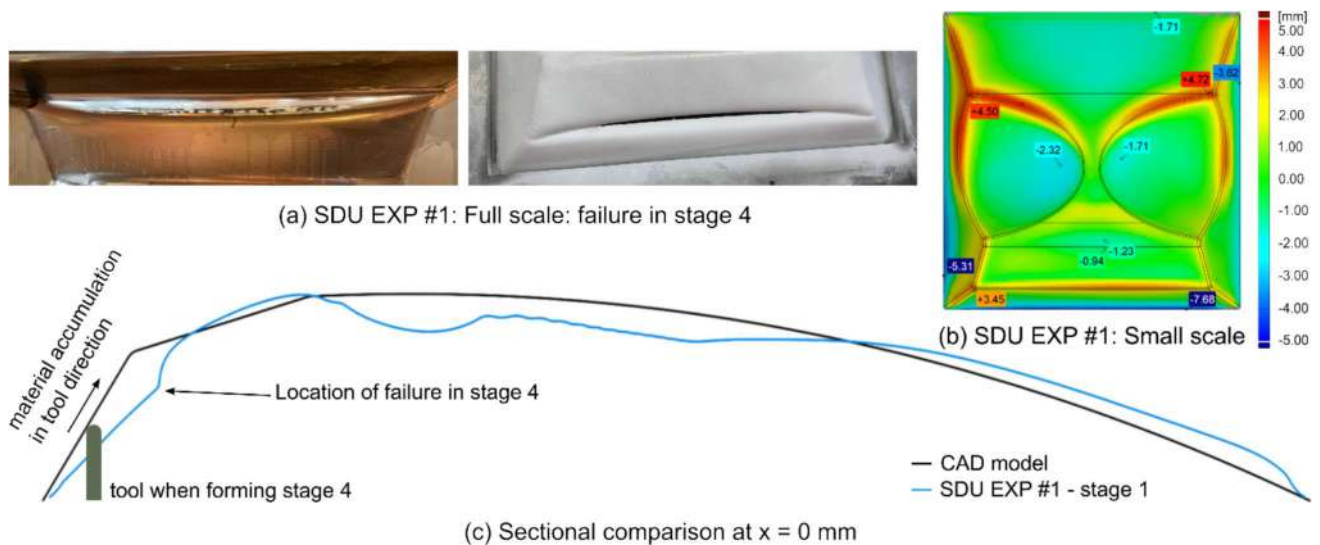 (a) SDU EXP #1: Full scale: failure in stage 4
[mm]
5.00
4.00
3.00
2.00
1.00
0.00
-1.00
-2.00
-3.00
-4.00
-5.00
-1.71
-3.62
+4.72
+4.50
-2.32
-1.71
-1.23
-0.94
-5.31
+3.45
-7.68
(b) SDU EXP #1: Small scale
material accumulation
in tool direction
Location of failure in stage 4
tool when forming stage 4
CAD model
SDU EXP #1 - stage 1
(c) Sectional comparison at x = 0 mm